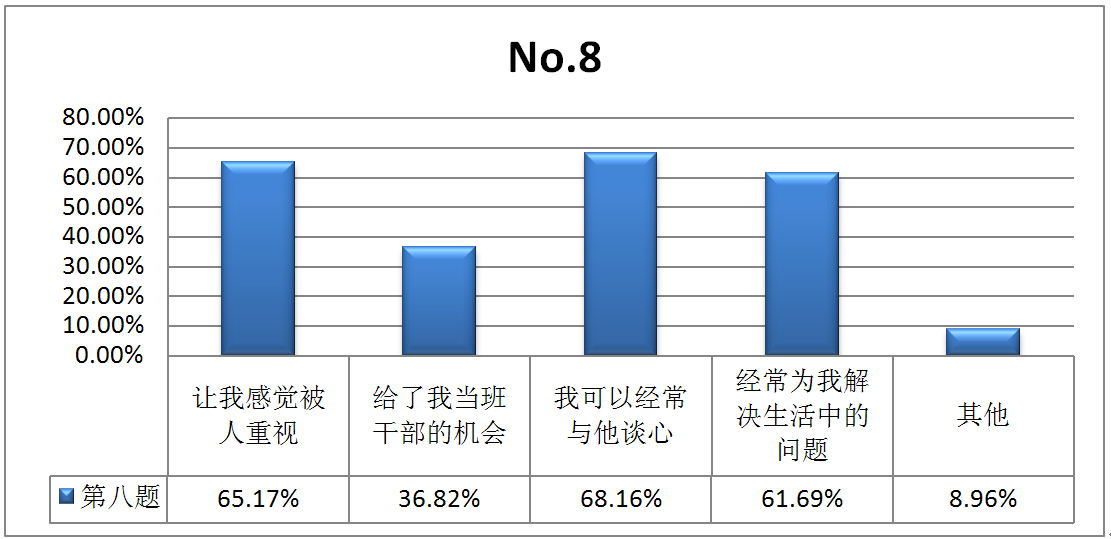 No.8
80.00%
70.00%
60.00%
50.00%
40.00%
30.00%
20.00%
10.00%
0.00%
让我感觉被
人重视
给了我当班
干部的机会
我可以经常
与他谈心
经常为我解
决生活中的
问题
其他
第八题 65.17% 36.82% 68.16% 61.69% 8.96%